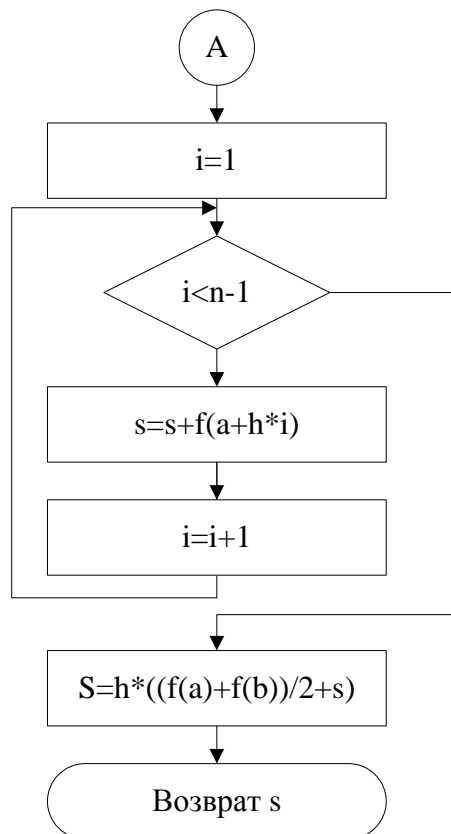 A
i=1
i<n-1
s=s+f(a+h*i)
i=i+1
S=h*((f(a)+f(b))/2+s)
Возврат s